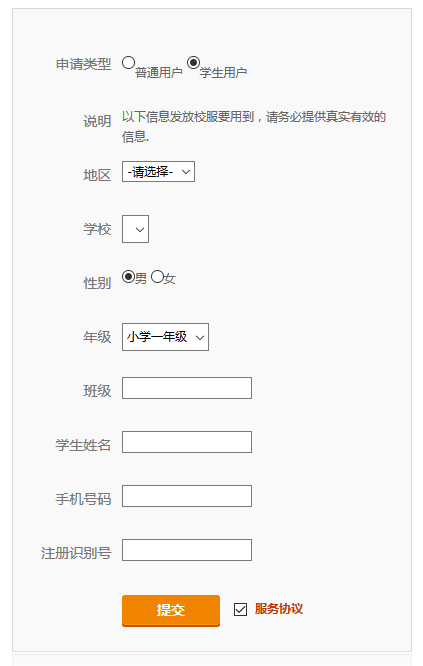 申请类型 普通用户 学生用户
说明 以下信息发放校服要用到，请务必提供真实有效的
信息.
地区 -请选择-
学校
性别 男 女
年级 小学一年级
班级
学生姓名
手机号码
注册识别号
提交 服务协议